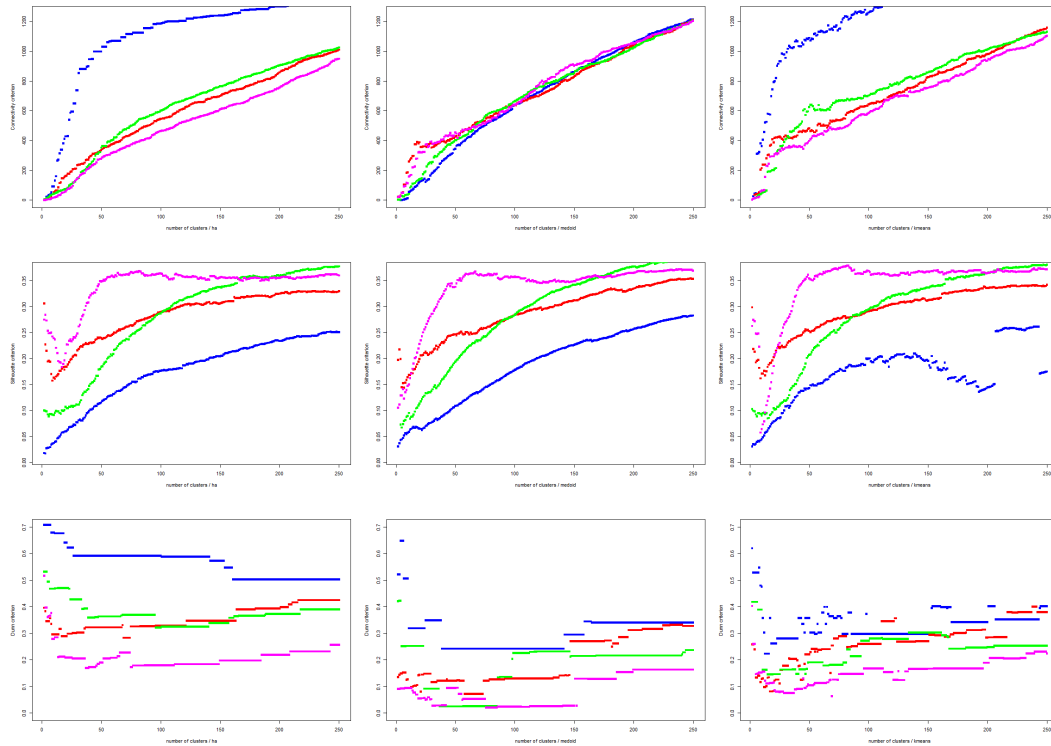 Connectivity criterion
0 200 400 600 800 1000 1200
0 50 100 150 200 250
number of clusters / ha
Connectivity criterion
0 200 400 600 800 1000 1200
0 50 100 150 200 250
number of clusters / medoid
Connectivity criterion
0 200 400 600 800 1000 1200
0 50 100 150 200 250
number of clusters / kmeans
Silhouette criterion
0.00 0.05 0.10 0.15 0.20 0.25 0.30 0.35
0 50 100 150 200 250
number of clusters / ha
Silhouette criterion
0.00 0.05 0.10 0.15 0.20 0.25 0.30 0.35
0 50 100 150 200 250
number of clusters / medoid
Silhouette criterion
0.00 0.05 0.10 0.15 0.20 0.25 0.30 0.35
0 50 100 150 200 250
number of clusters / kmeans
Dunn criterion
0.0 0.1 0.2 0.3 0.4 0.5 0.6 0.7
0 50 100 150 200 250
number of clusters / ha
Dunn criterion
0.0 0.1 0.2 0.3 0.4 0.5 0.6 0.7
0 50 100 150 200 250
number of clusters / medoid
Dunn criterion
0.0 0.1 0.2 0.3 0.4 0.5 0.6 0.7
0 50 100 150 200 250
number of clusters / kmeans